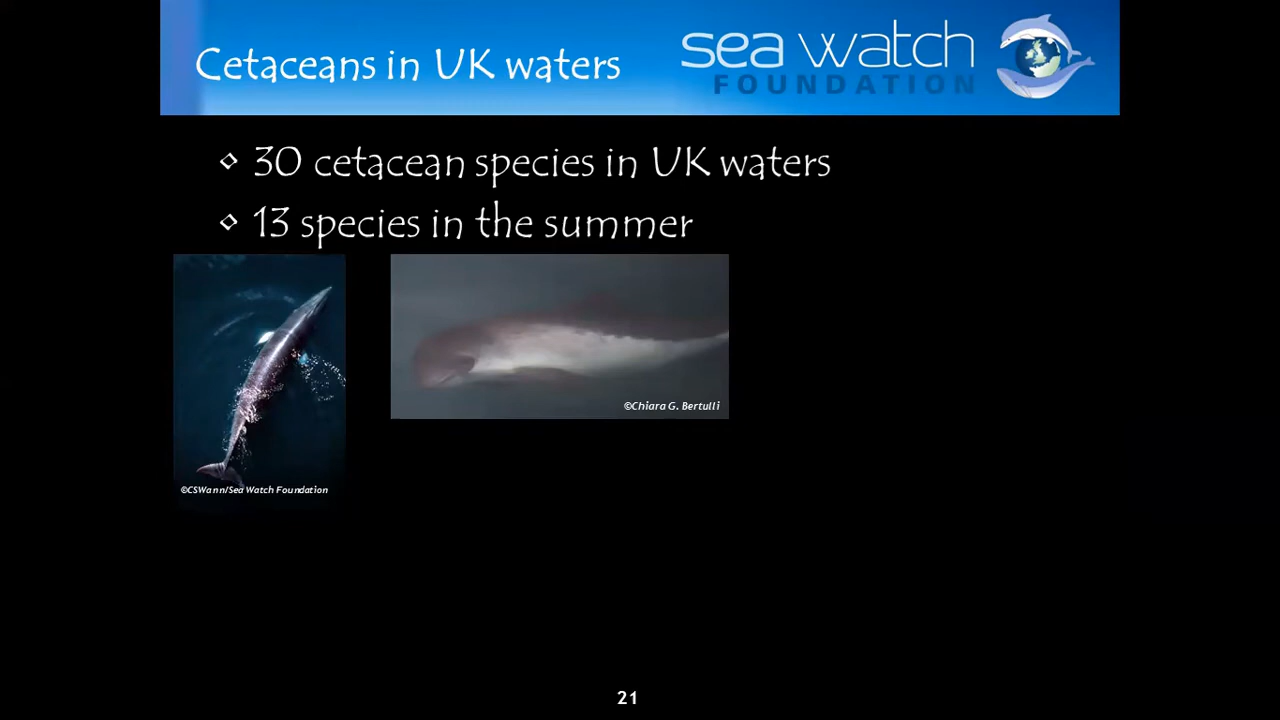 Cetaceans in UK waters
sea watch
FOUNDATION
30 cetacean species in UK waters
13 species in the summer
©Chiara G. Bertulli
©CSWann/Sea Watch Foundation
21